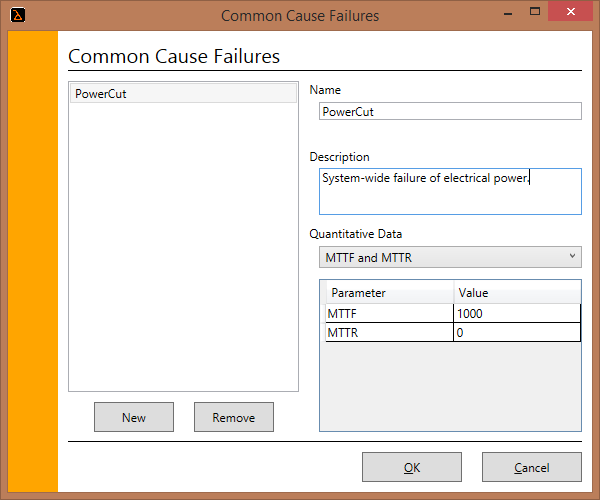 Common Cause Failures
Common Cause Failures
PowerCut
Name
PowerCut
Description
System-wide failure of electrical power.
Quantitative Data
MTTF and MTTR
Parameter Value
MTTF 1000
MTTR 0
New Remove
OK Cancel